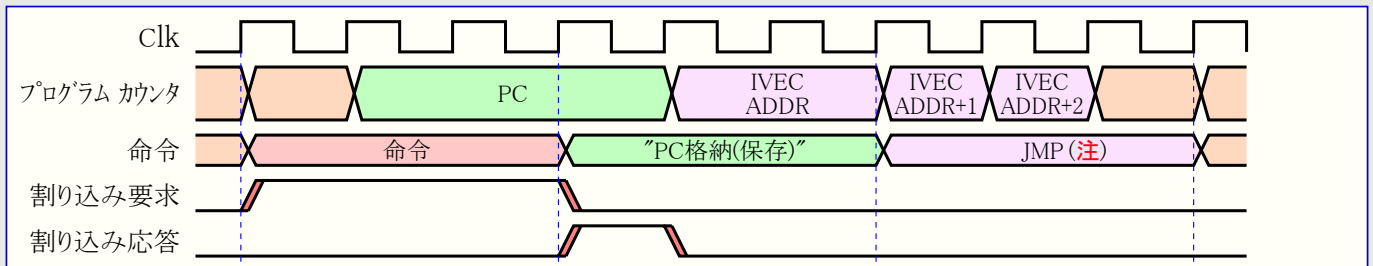 Clk
プログラム カウンタ
PC
IVEC
ADDR
IVEC
ADDR+1
IVEC
ADDR+2
命令
命令
"PC格納(保存)"
JMP (注)
割り込み要求
割り込み応答